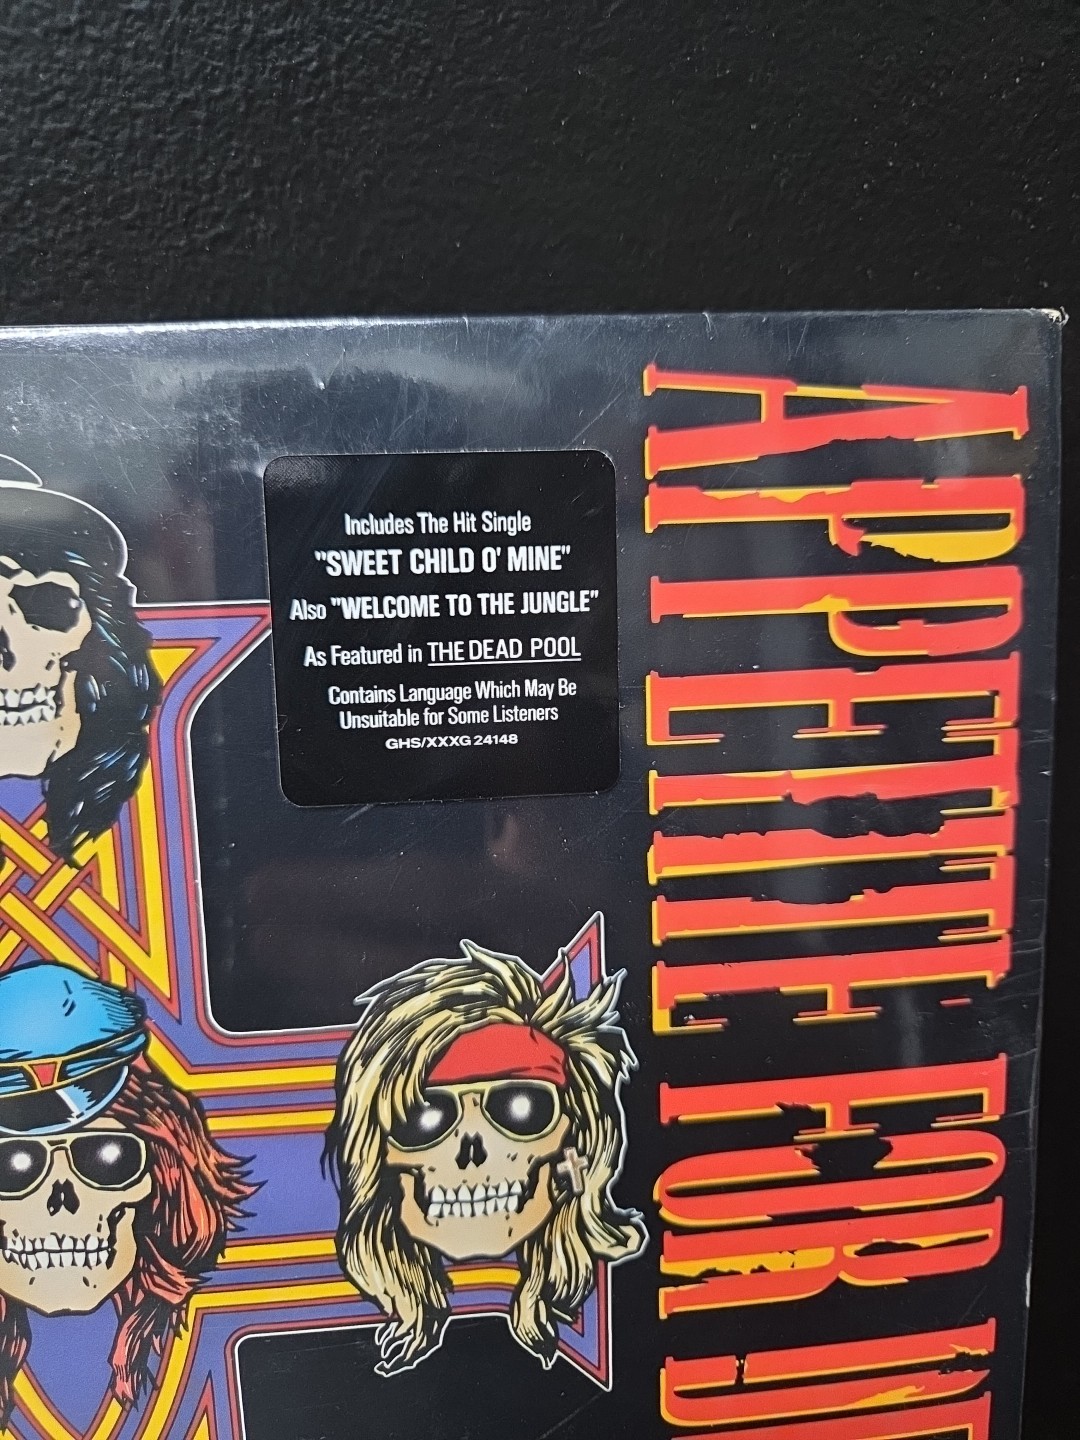 Includes The Hit Single
"SWEET CHILD O' MINE"
Also "WELCOME TO THE JUNGLE"
As Featured in THE DEAD POOL
Contains Language Which May Be
Unsuitable for Some Listeners
GHS/XXXG 24148
APPETITE FOR DE